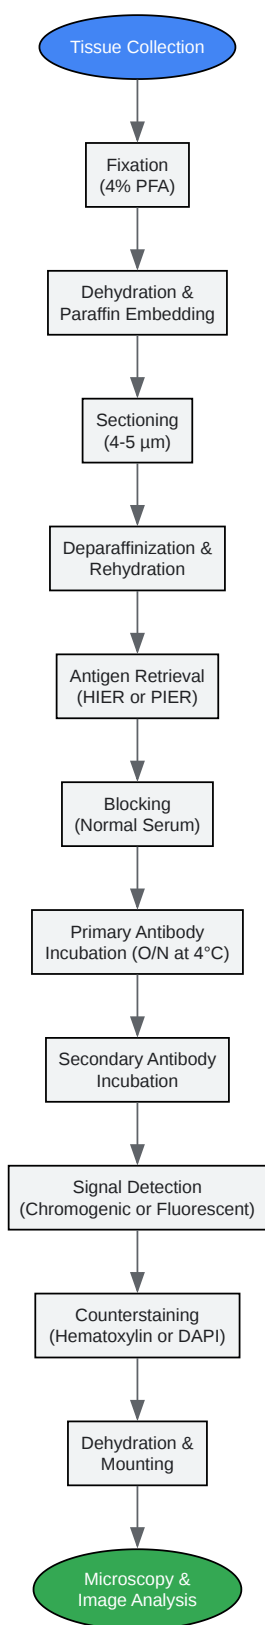 Tissue Collection
Fixation
(4% PFA)
Dehydration &
Paraffin Embedding
Sectioning
(4-5 µm)
Deparaffinization &
Rehydration
Antigen Retrieval
(HIER or PIER)
Blocking
(Normal Serum)
Primary Antibody
Incubation (O/N at 4°C)
Secondary Antibody
Incubation
Signal Detection
(Chromogenic or Fluorescent)
Counterstaining
(Hematoxylin or DAPI)
Dehydration &
Mounting
Microscopy &
Image Analysis